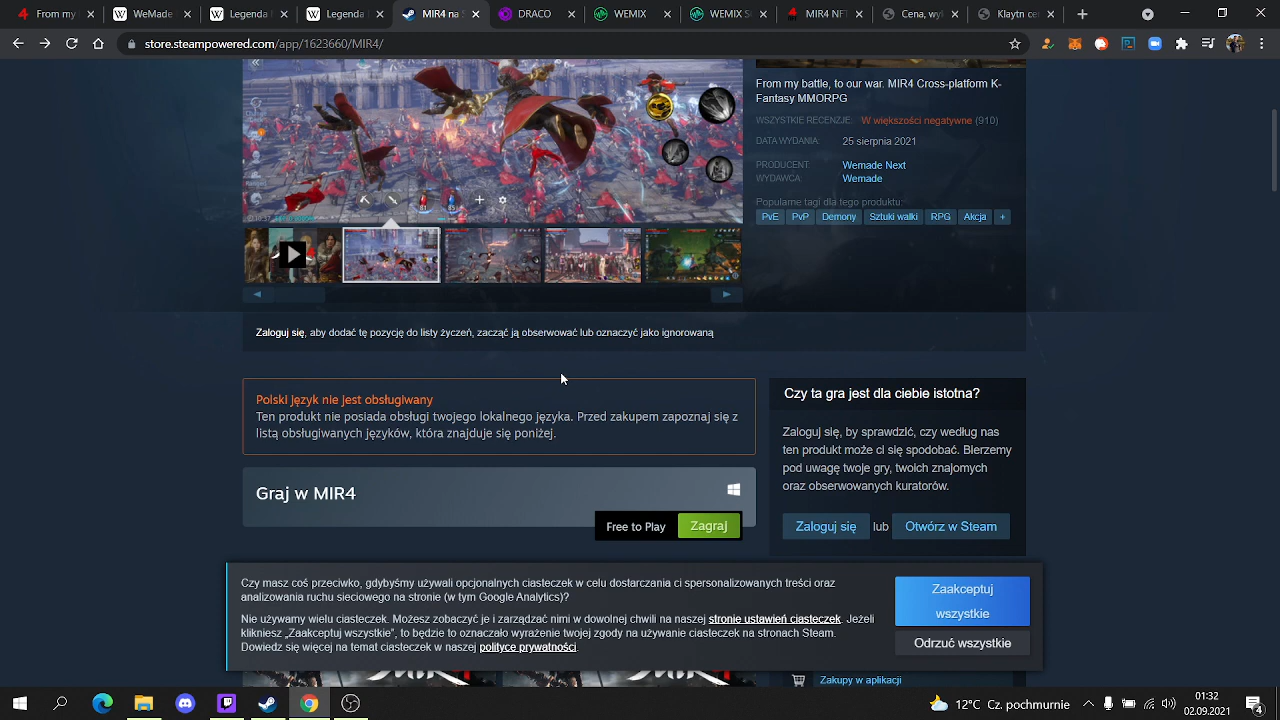 From my
Wemade
Legend of
From my
MIR4
DRACO
WEMIX
MIR4 NF
Cena, wy
Cena i kry
store.steampowered.com/app/1623660/MIR4/
81
85
From my battle, to our war. MIR4 Cross-platform K-
Fantasy MMORPG
WSZYSTKIE RECENZJE: W większości negatywne (910)
DATA WYDANIA: 25 sierpnia 2021
PRODUCENT: Wemade Next
WYDAWCA: Wemade
Popularne tagi dla tego produktu:
PvE PvP Demony Sztuki walki RPG Akcja +
Zaloguj się, aby dodać tę pozycję do listy życzeń, zacząć ją obserwować lub oznaczyć jako ignorowaną
Polski język nie jest obsługiwany
Ten produkt nie posiada obsługi twojego lokalnego języka. Przed zakupem zapoznaj się z
listą obsługiwanych języków, która znajduje się poniżej.
Graj w MIR4
Free to Play Zagraj
Czy ta gra jest dla ciebie istotna?
Zaloguj się, by sprawdzić, czy według nas
ten produkt może ci się spodobać. Bierzemy
pod uwagę twoje gry, twoich znajomych
oraz obserwowanych kuratorów.
Zaloguj się lub Otwórz w Steam
Czy masz coś przeciwko, gdybyśmy używali opcjonalnych ciasteczek w celu dostarczania ci spersonalizowanych treści oraz
analizowania ruchu sieciowego na stronie (w tym Google Analytics)?
Nie używamy wielu ciasteczek. Możesz zobaczyć je i zarządzać nimi w dowolnej chwili na naszej stronie ustawień ciasteczek. Jeżeli
klikniesz „Zaakceptuj wszystkie”, to będzie to oznaczało wyrażenie twojej zgody na używanie ciasteczek na stronach Steam.
Dowiedz się więcej na temat ciasteczek w naszej polityce prywatności.
Zaakceptuj
wszystkie
Odrzuć wszystkie
Zakupy w aplikacji
Thunderstorm
01:32
02.09.2021
4